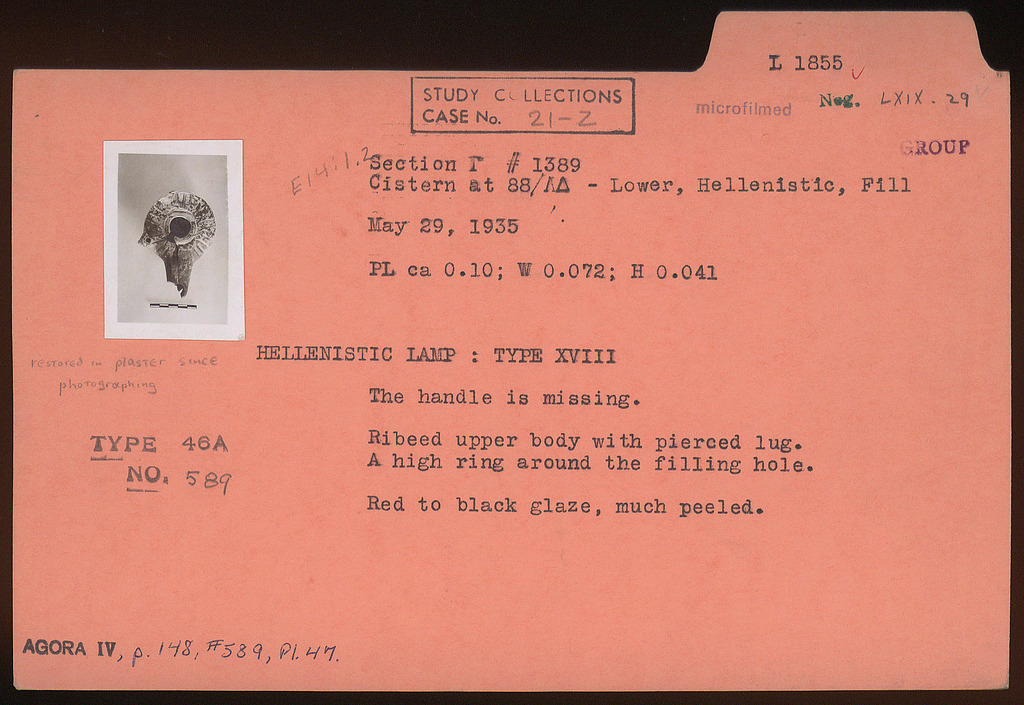 L 1855
microfilmed
Neg. LXIX. 29
STUDY COLLECTIONS
CASE No. 21-Z
GROUP
E14:1.2
Section Γ # 1389
Cistern at 88/ΛΔ - Lower, Hellenistic, Fill
May 29, 1935
PL ca 0.10; W 0.072; H 0.041
restored in plaster since
photographing
HELLENISTIC LAMP : TYPE XVIII
The handle is missing.
TYPE 46A
NO. 589
Ribeed upper body with pierced lug.
A high ring around the filling hole.
Red to black glaze, much peeled.
AGORA IV, p. 148, #589, Pl. 47.